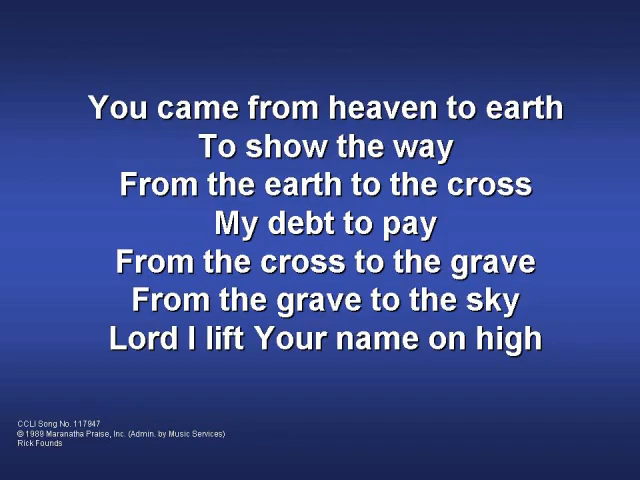 You came from heaven to earth
To show the way
From the earth to the cross
My debt to pay
From the cross to the grave
From the grave to the sky
Lord I lift Your name on high
CCLI Song No. 117947
© 1989 Maranatha Praise, Inc. (Admin. by Music Services)
Rick Founds